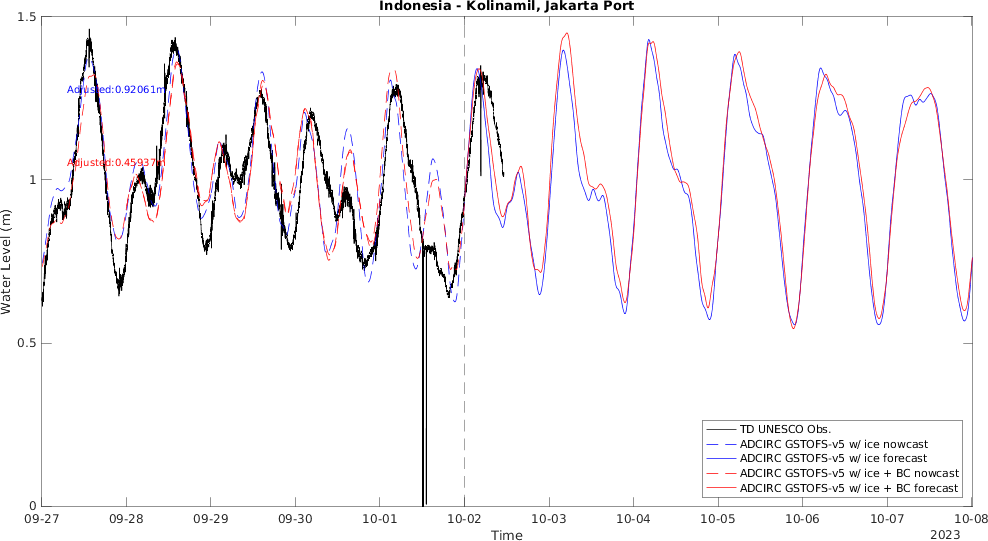 Indonesia - Kolinamil, Jakarta Port
1.5
1
0.5
0
Water Level (m)
Adjusted:0.92061m
Adjusted:0.45937m
TD UNESCO Obs.
ADCIRC GSTOFS-v5 w/ ice nowcast
ADCIRC GSTOFS-v5 w/ ice forecast
ADCIRC GSTOFS-v5 w/ ice + BC nowcast
ADCIRC GSTOFS-v5 w/ ice + BC forecast
09-27 09-28 09-29 09-30 10-01 10-02 10-03 10-04 10-05 10-06 10-07 10-08
Time
2023